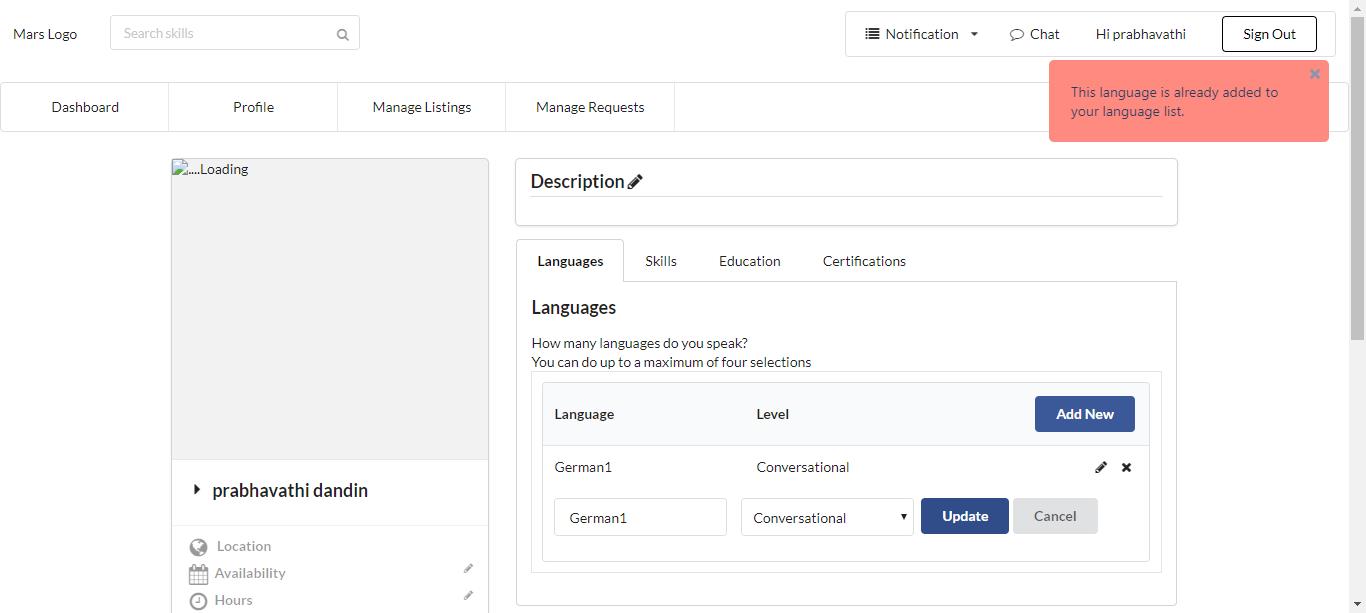 Mars Logo
Search skills
Notification
Chat
Hi prabhavathi
Sign Out
This language is already added to
your language list.
Dashboard
Profile
Manage Listings
Manage Requests
....Loading
Description
Languages
Skills
Education
Certifications
Languages
How many languages do you speak?
You can do up to a maximum of four selections
Language
Level
Add New
German1
Conversational
German1
Conversational
Update
Cancel
prabhavathi dandin
Location
Availability
Hours